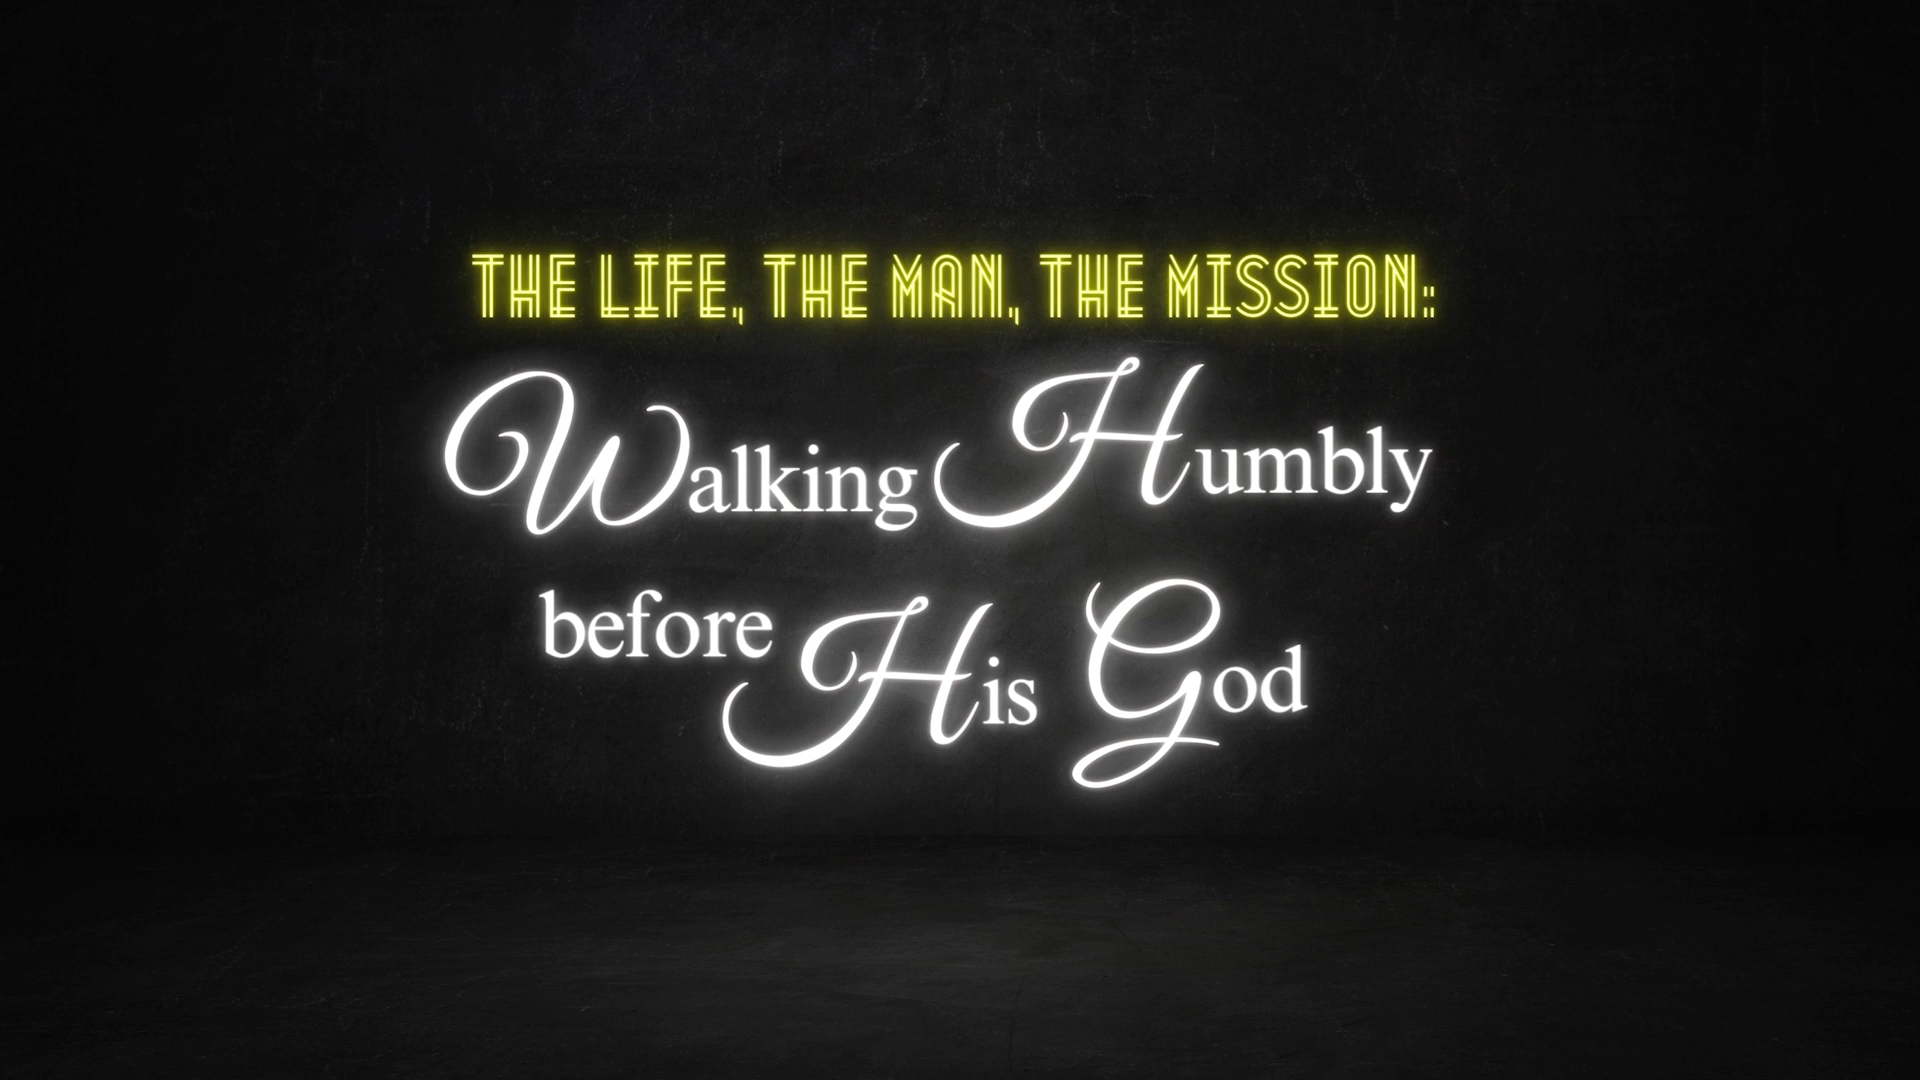 THE LIFE, THE MAN, THE MISSION:
Walking Humbly
before His God